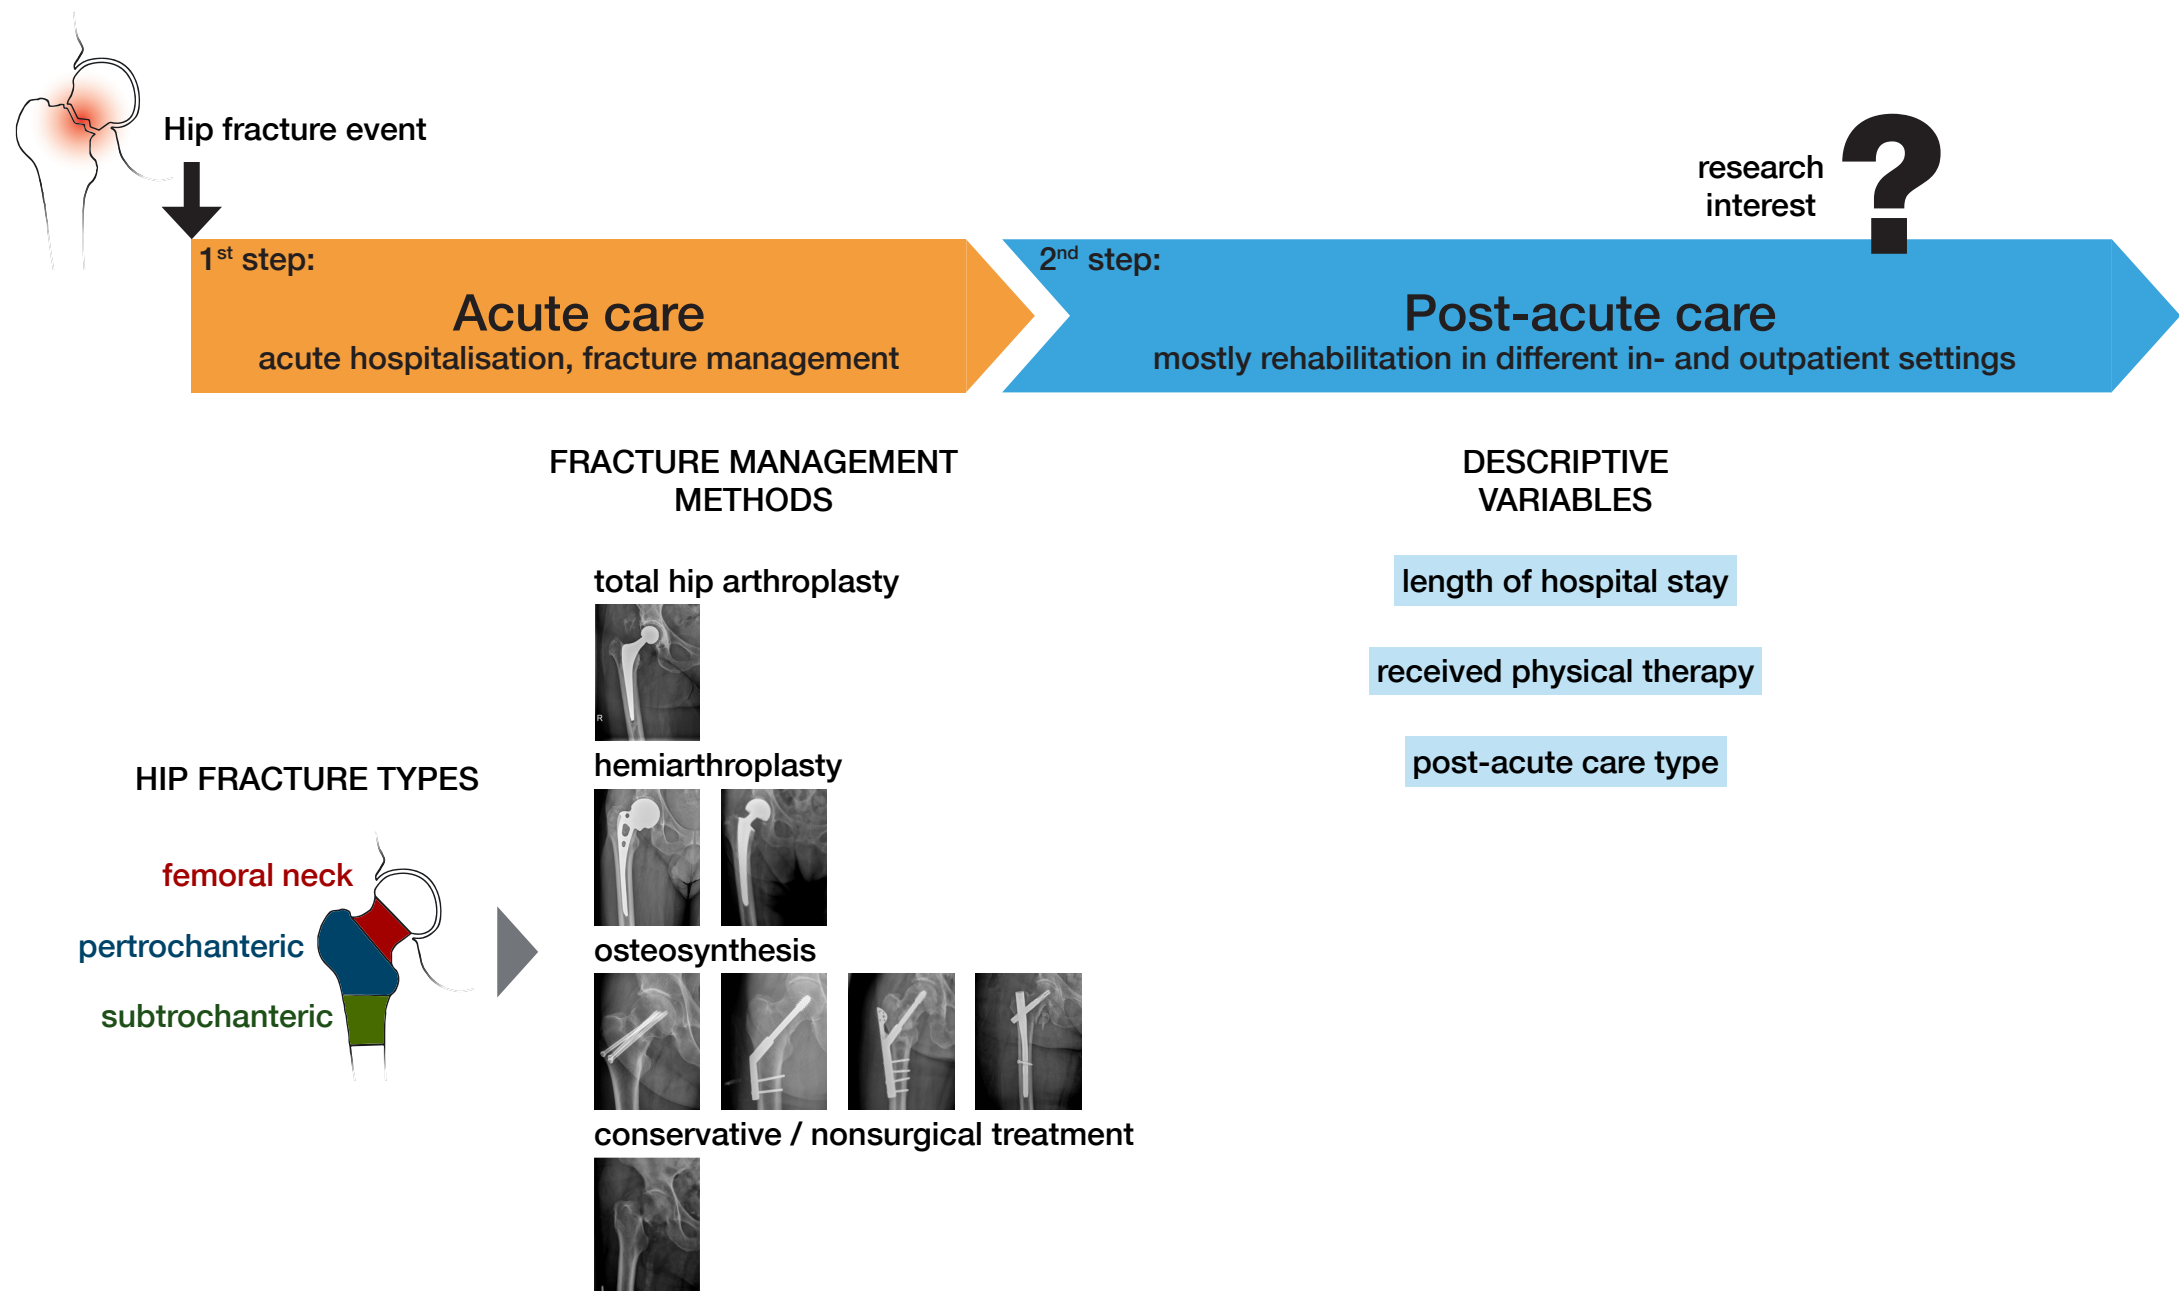 Hip fracture event
research
interest
1st step:
Acute care
acute hospitalisation, fracture management
2nd step:
Post-acute care
mostly rehabilitation in different in- and outpatient settings
FRACTURE MANAGEMENT
METHODS
total hip arthroplasty
R
hemiarthroplasty
osteosynthesis
conservative / nonsurgical treatment
HIP FRACTURE TYPES
femoral neck
pertrochanteric
subtrochanteric
DESCRIPTIVE
VARIABLES
length of hospital stay
received physical therapy
post-acute care type